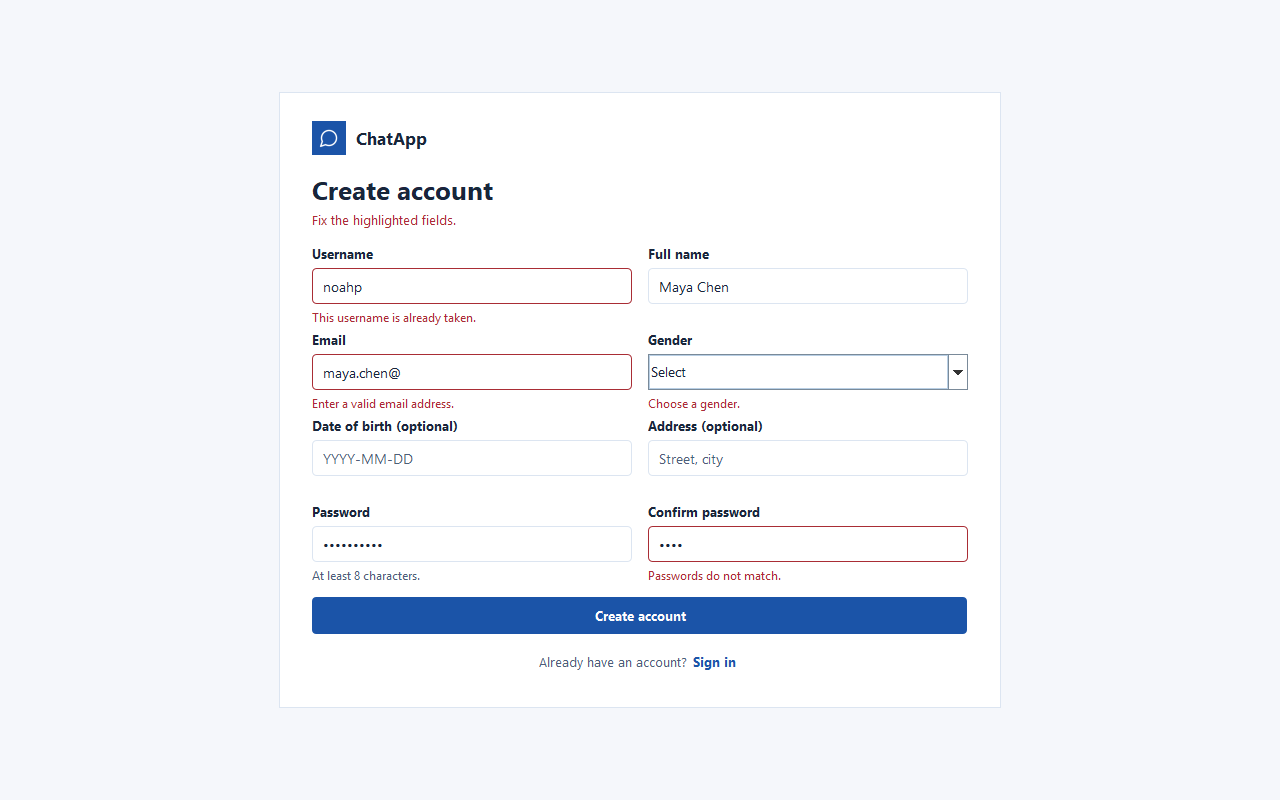 ChatApp
Create account
Fix the highlighted fields.
Username
Full name
noahp
Maya Chen
This username is already taken.
Email
Gender
maya.chen@
Select
Enter a valid email address.
Choose a gender.
Date of birth (optional)
Address (optional)
YYYY-MM-DD
Street, city
Password
Confirm password
••••••••••
••••
At least 8 characters.
Passwords do not match.
Create account
Already have an account? Sign in